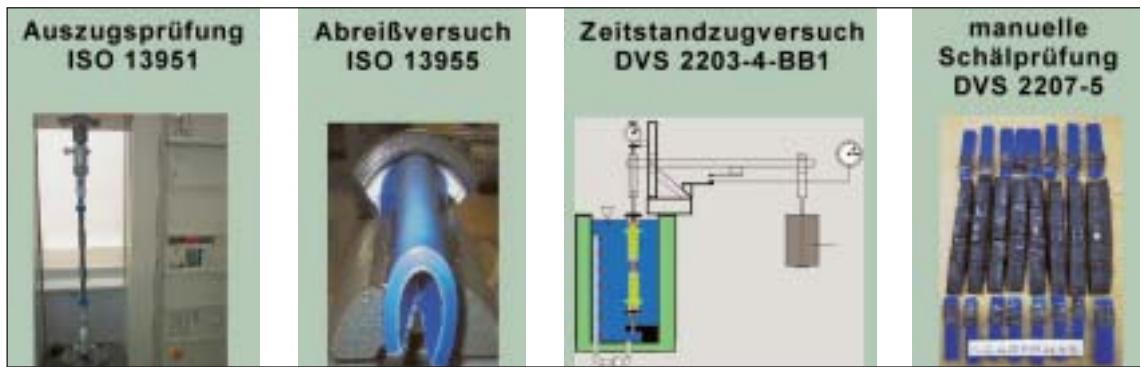 Auszugsprüfung
ISO 13951
Abreißversuch
ISO 13955
Zeitstandzugversuch
DVS 2203-4-BB1
manuelle
Schälprüfung
DVS 2207-5